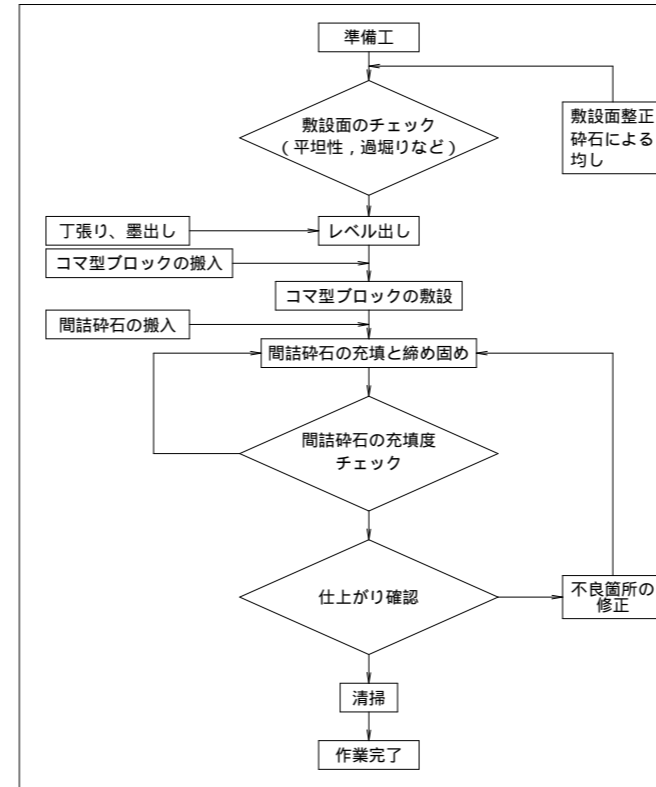 準備工
敷設面のチェック
（平坦性，過堀りなど）
敷設面整正
砕石による
均し
丁張り、墨出し
レベル出し
コマ型ブロックの搬入
コマ型ブロックの敷設
間詰砕石の搬入
間詰砕石の充填と締め固め
間詰砕石の充填度
チェック
仕上がり確認
不良箇所の
修正
清掃
作業完了